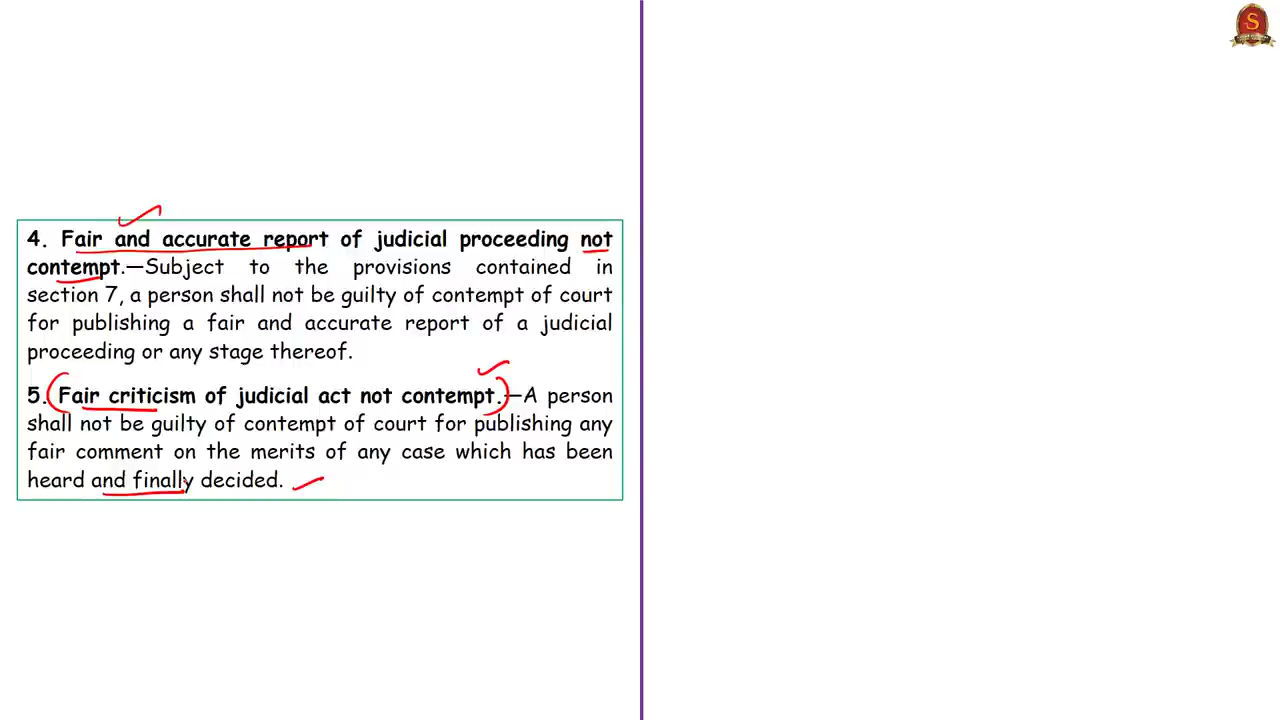 4. Fair and accurate report of judicial proceeding not
contempt.—Subject to the provisions contained in
section 7, a person shall not be guilty of contempt of court
for publishing a fair and accurate report of a judicial
proceeding or any stage thereof.
5. Fair criticism of judicial act not contempt.—A person
shall not be guilty of contempt of court for publishing any
fair comment on the merits of any case which has been
heard and finally decided.
S